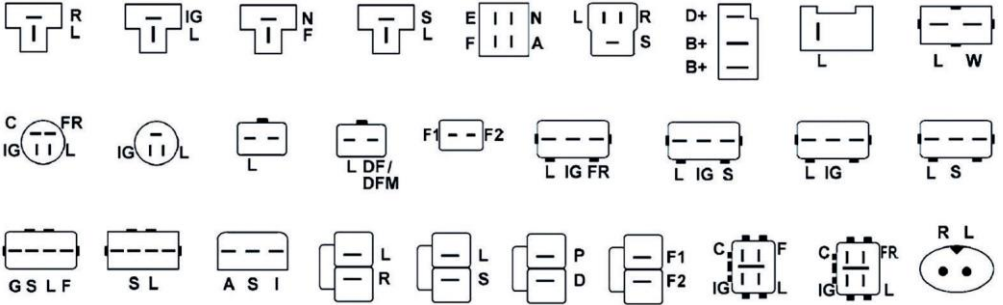 R
L
IG
L
N
F
S
L
E N
F A
L R
S
D+
B+
B+
L
L W
C FR
IG L
IG L
L
L DF/
DFM
F1 F2
L IG FR
L IG S
L IG
L S
G S L F
S L
A S I
L
R
L
S
P
D
F1
F2
C F
IG L
C FR
IG L
R L